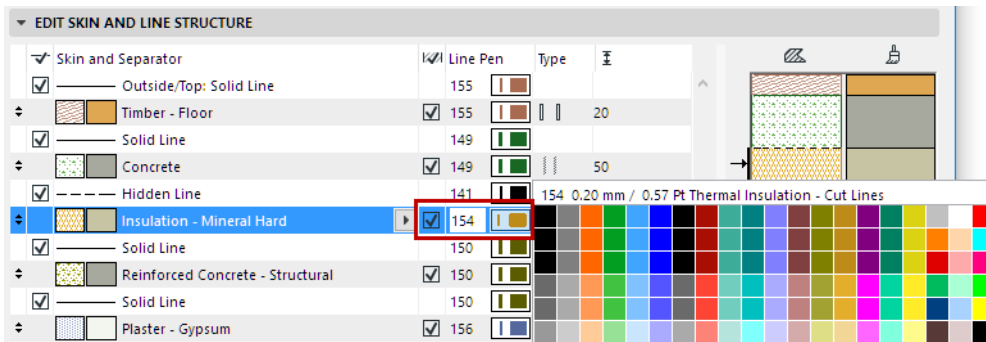 EDIT SKIN AND LINE STRUCTURE
Skin and Separator Line Pen Type
Outside/Top: Solid Line 155
Timber - Floor 155 20
Solid Line 149
Concrete 149 50
Hidden Line 141 154 0.20 mm / 0.57 Pt Thermal Insulation - Cut Lines
Insulation - Mineral Hard 154
Solid Line 150
Reinforced Concrete - Structural 150
Solid Line 150
Plaster - Gypsum 156